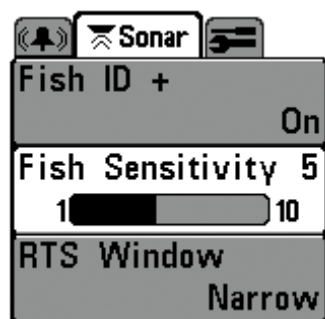 Sonar
Fish ID +
On
Fish Sensitivity 5
1 10
RTS Window
Narrow